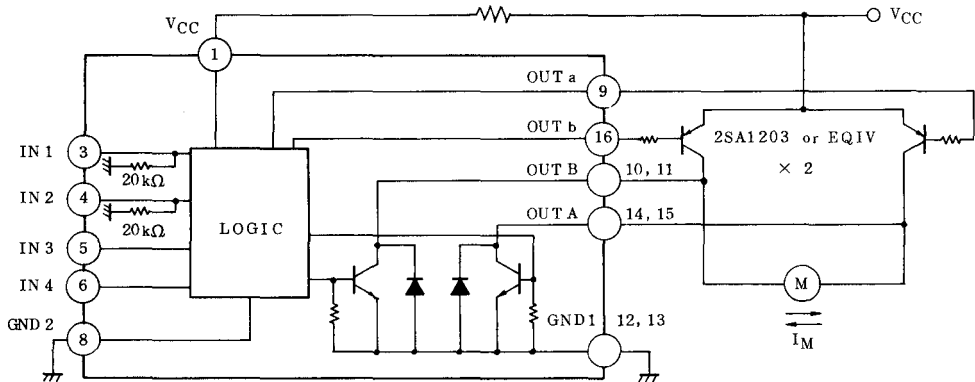 VCC
1
VCC
OUT a
9
OUT b
16
2SA1203 or EQIV
× 2
IN 1
3
20kΩ
IN 2
4
20kΩ
OUT B
10, 11
OUT A
14, 15
LOGIC
IN 3
5
IN 4
6
M
GND 2
8
GND 1
12, 13
IM